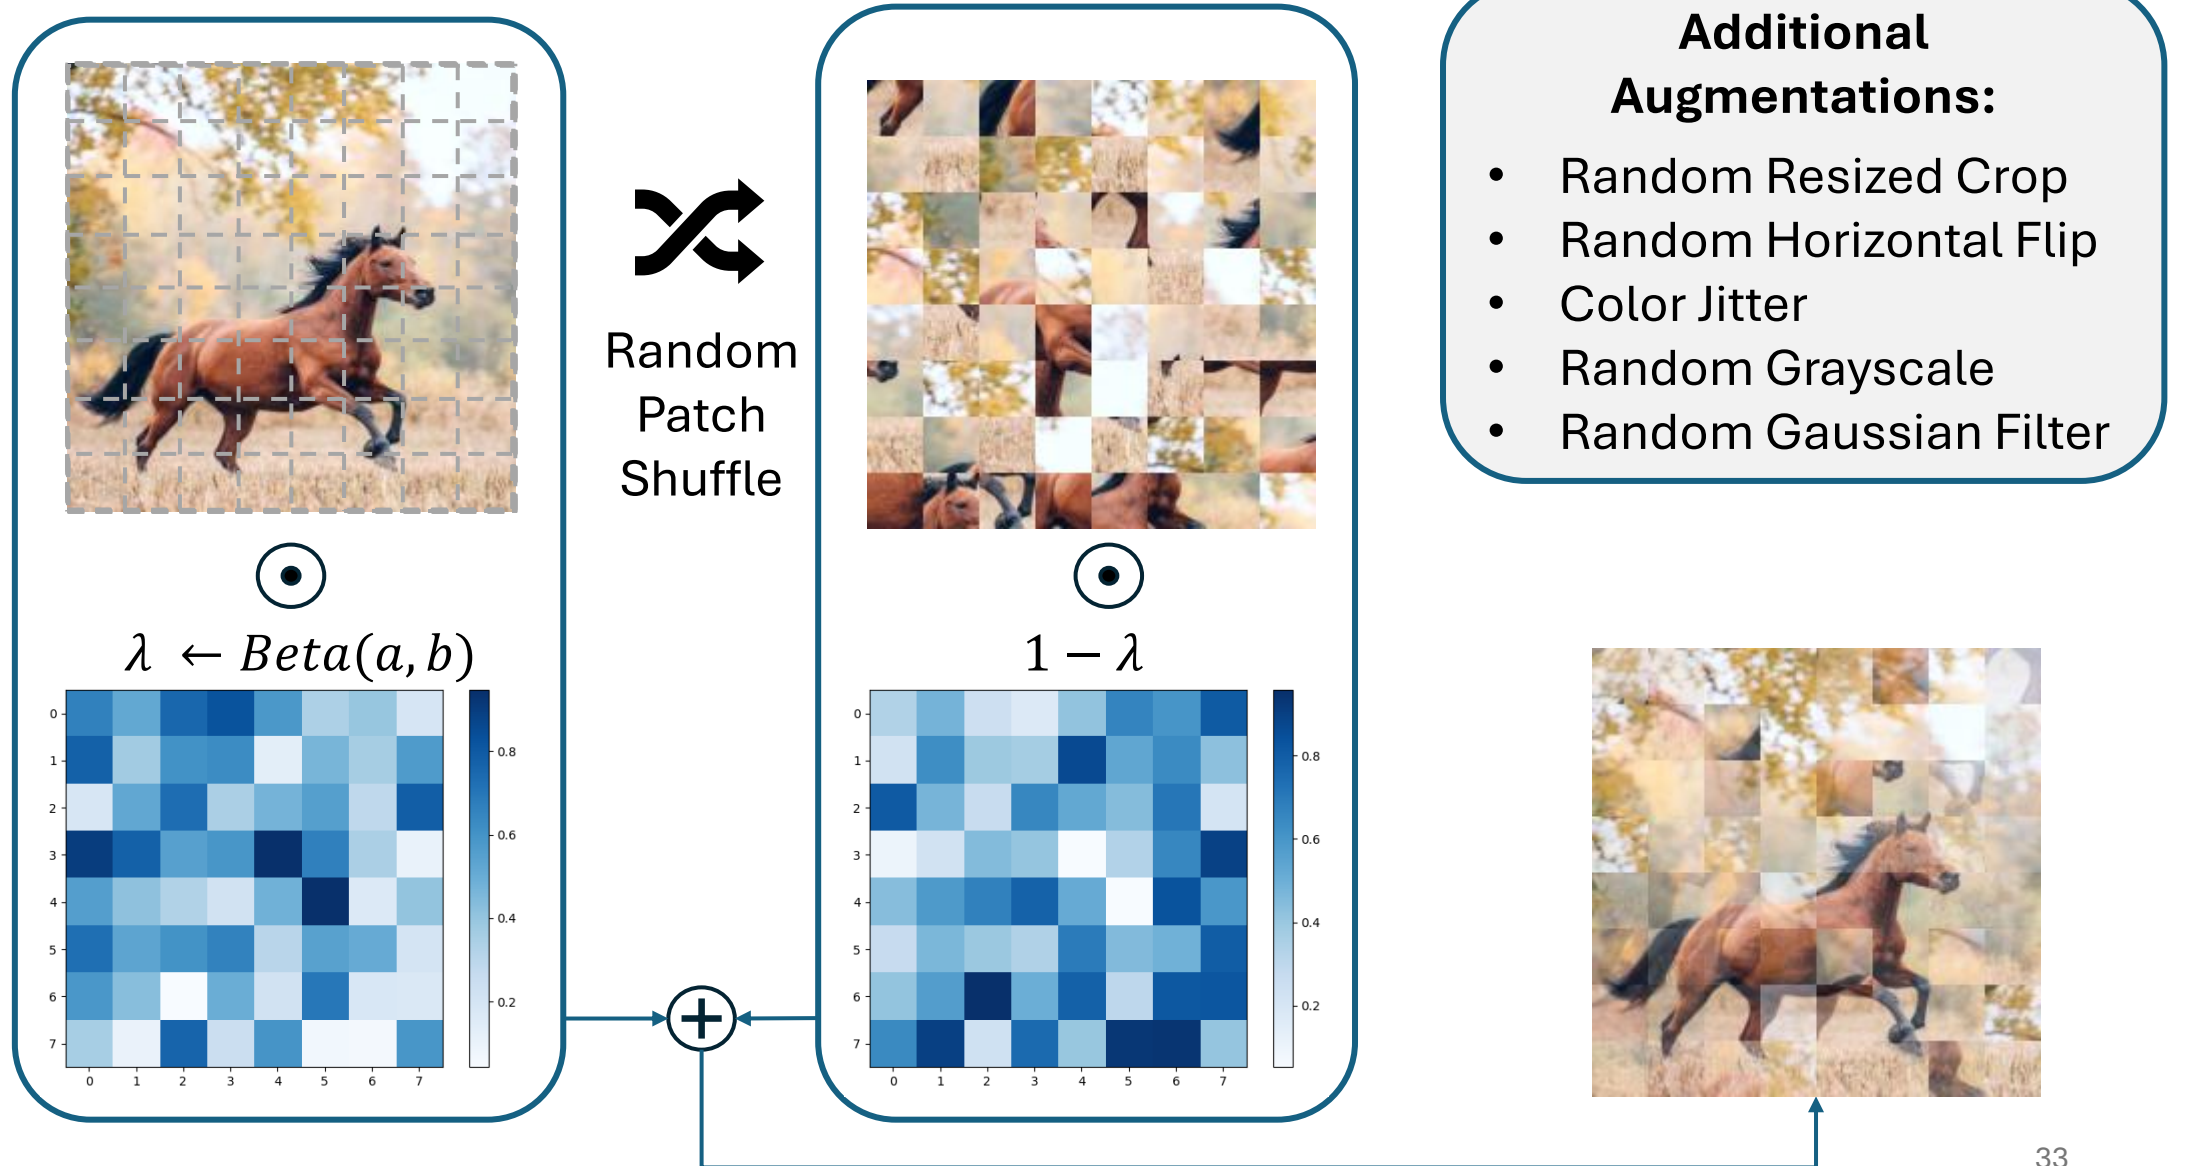 Additional
Augmentations:
• Random Resized Crop
• Random Horizontal Flip
• Color Jitter
• Random Grayscale
• Random Gaussian Filter
Random
Patch
Shuffle
λ ← Beta(a, b)
0
1
2
3
4
5
6
7
0 1 2 3 4 5 6 7
0.8
0.6
0.4
0.2
1 − λ
0
1
2
3
4
5
6
7
0 1 2 3 4 5 6 7
0.8
0.6
0.4
0.2
33